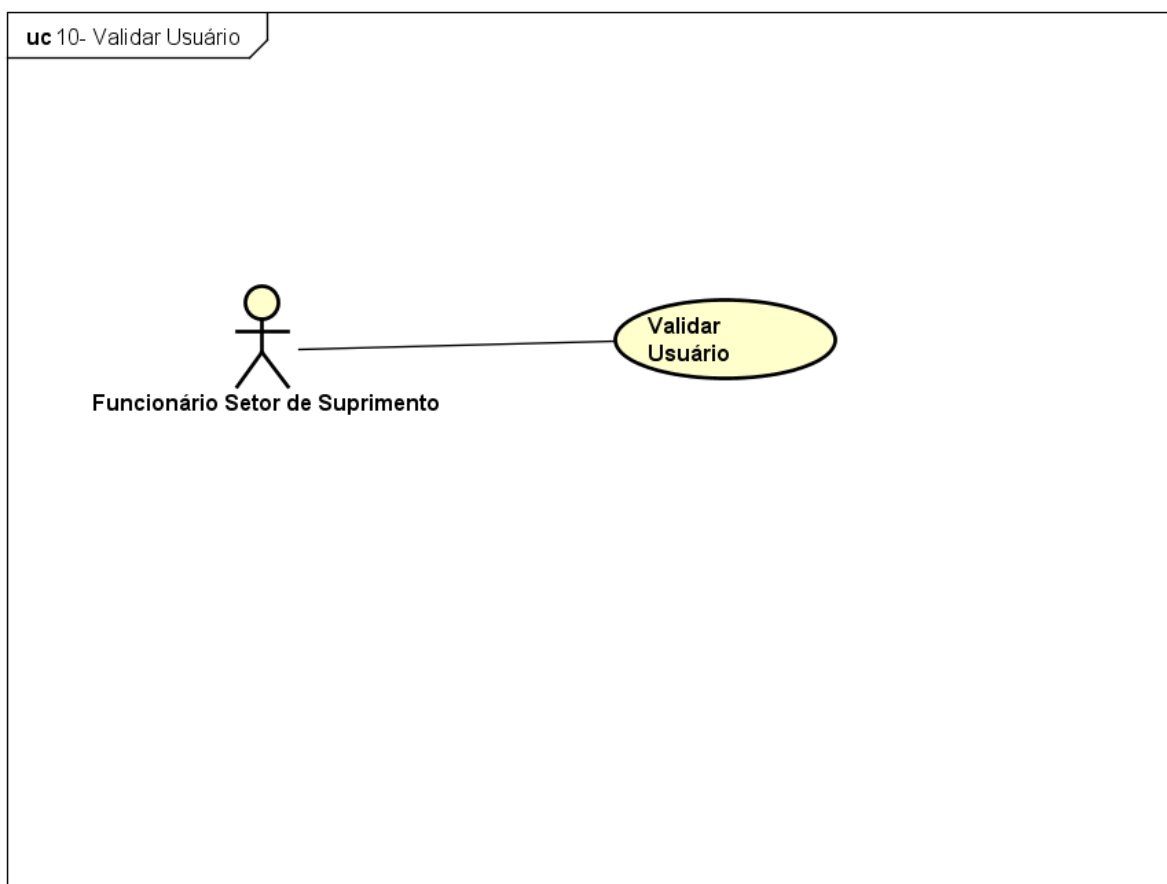 uc 10- Validar Usuário
Validar
Usuário
Funcionário Setor de Suprimento